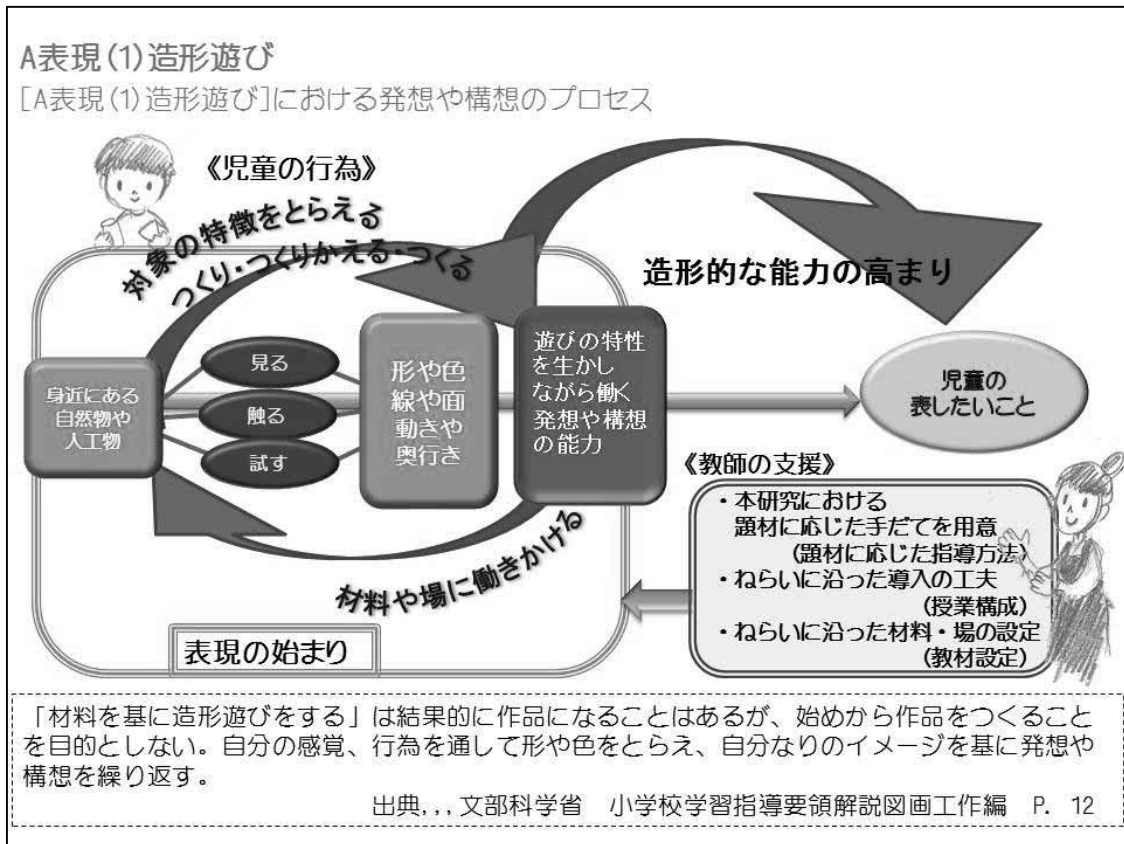 A表現(1)造形遊び
[A表現(1)造形遊び]における発想や構想のプロセス
《児童の行為》
対象の特徴をとらえる
つくり・つくりかえる・つくる
造形的な能力の高まり
身近にある
自然物や
人工物
見る
触る
試す
形や色
線や面
動きや
奥行き
遊びの特性
を生かし
ながら働く
発想や構想
の能力
児童の
表したいこと
材料や場に働きかける
表現の始まり
《教師の支援》
・本研究における
題材に応じた手だてを用意
(題材に応じた指導方法)
・ねらいに沿った導入の工夫
(授業構成)
・ねらいに沿った材料・場の設定
(教材設定)
「材料を基に造形遊びをする」は結果的に作品になることはあるが、始めから作品をつくること
を目的としない。自分の感覚、行為を通して形や色をとらえ、自分なりのイメージを基に発想や
構想を繰り返す。
出典,,,文部科学省 小学校学習指導要領解説図画工作編 P. 12